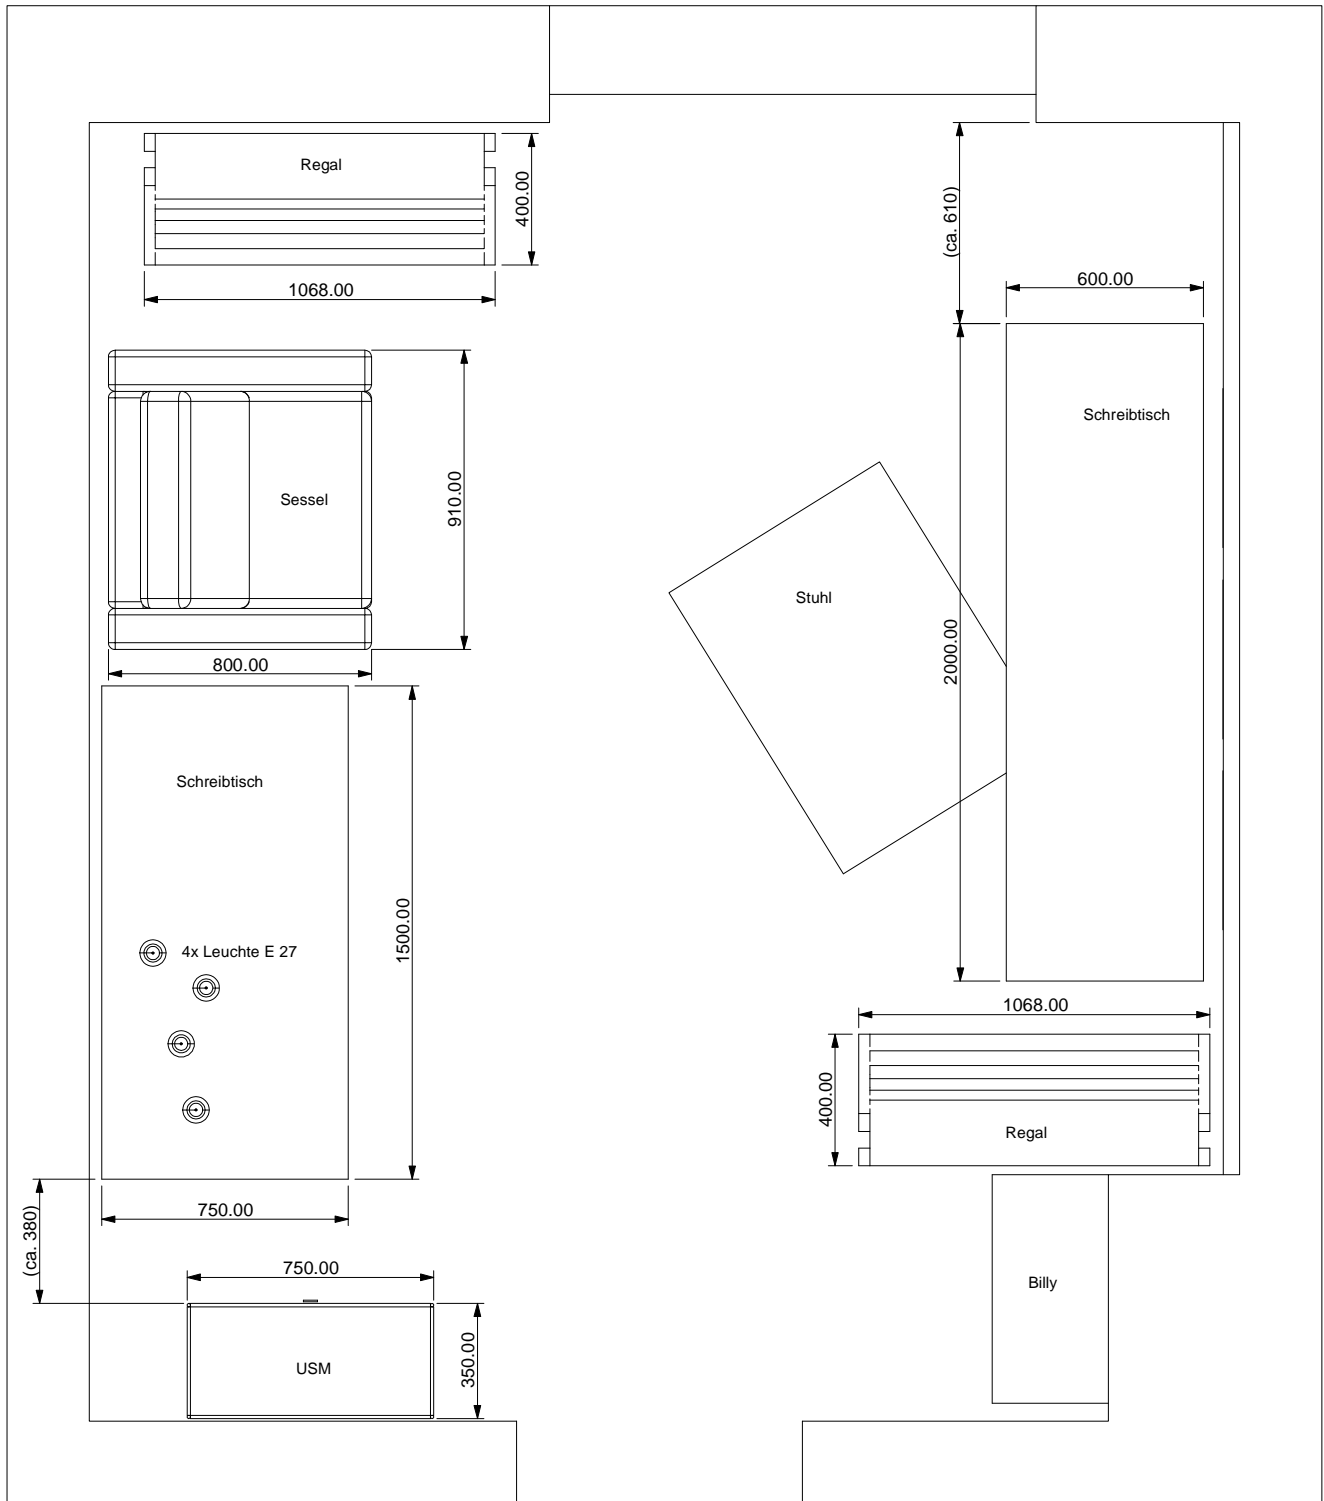 Regal
400.00
(ca. 610)
1068.00
600.00
Schreibtisch
Sessel
910.00
Stuhl
2000.00
800.00
Schreibtisch
1500.00
4x Leuchte E 27
1068.00
400.00
Regal
750.00
(ca. 380)
750.00
Billy
USM
350.00